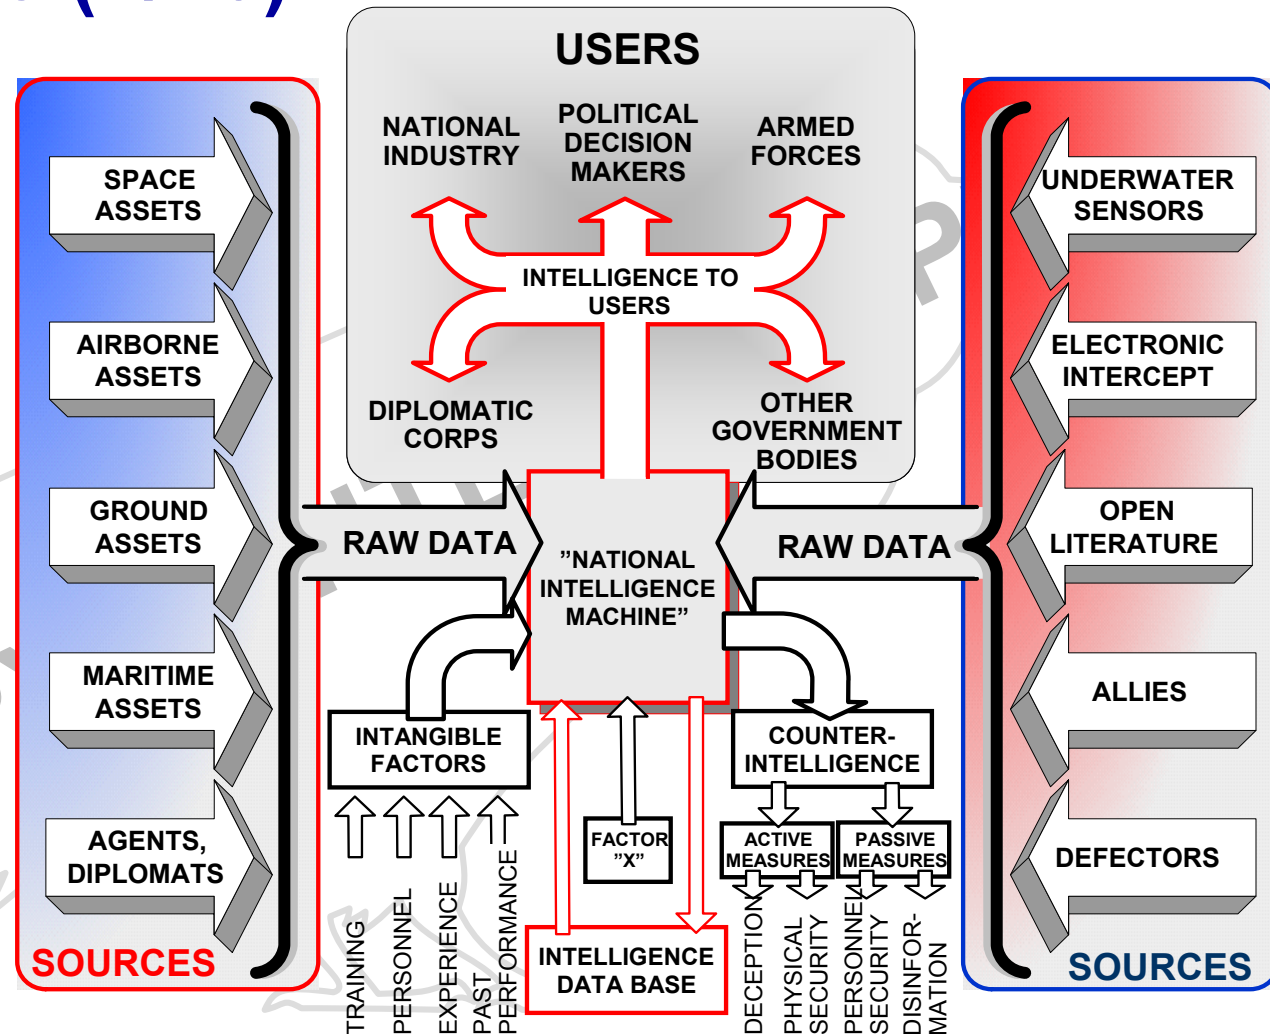 USERS
NATIONAL
INDUSTRY
POLITICAL
DECISION
MAKERS
ARMED
FORCES
INTELLIGENCE TO
USERS
DIPLOMATIC
CORPS
OTHER
GOVERNMENT
BODIES
SPACE
ASSETS
AIRBORNE
ASSETS
GROUND
ASSETS
MARITIME
ASSETS
AGENTS,
DIPLOMATS
SOURCES
RAW DATA
”NATIONAL
INTELLIGENCE
MACHINE”
RAW DATA
UNDERWATER
SENSORS
ELECTRONIC
INTERCEPT
OPEN
LITERATURE
ALLIES
DEFECTORS
SOURCES
INTANGIBLE
FACTORS
TRAINING
PERSONNEL
EXPERIENCE
PAST
PERFORMANCE
FACTOR
”X”
INTELLIGENCE
DATA BASE
COUNTER-
INTELLIGENCE
ACTIVE
MEASURES
PASSIVE
MEASURES
DECEPTION
PHYSICAL
SECURITY
PERSONNEL
SECURITY
DISINFOR-
MATION